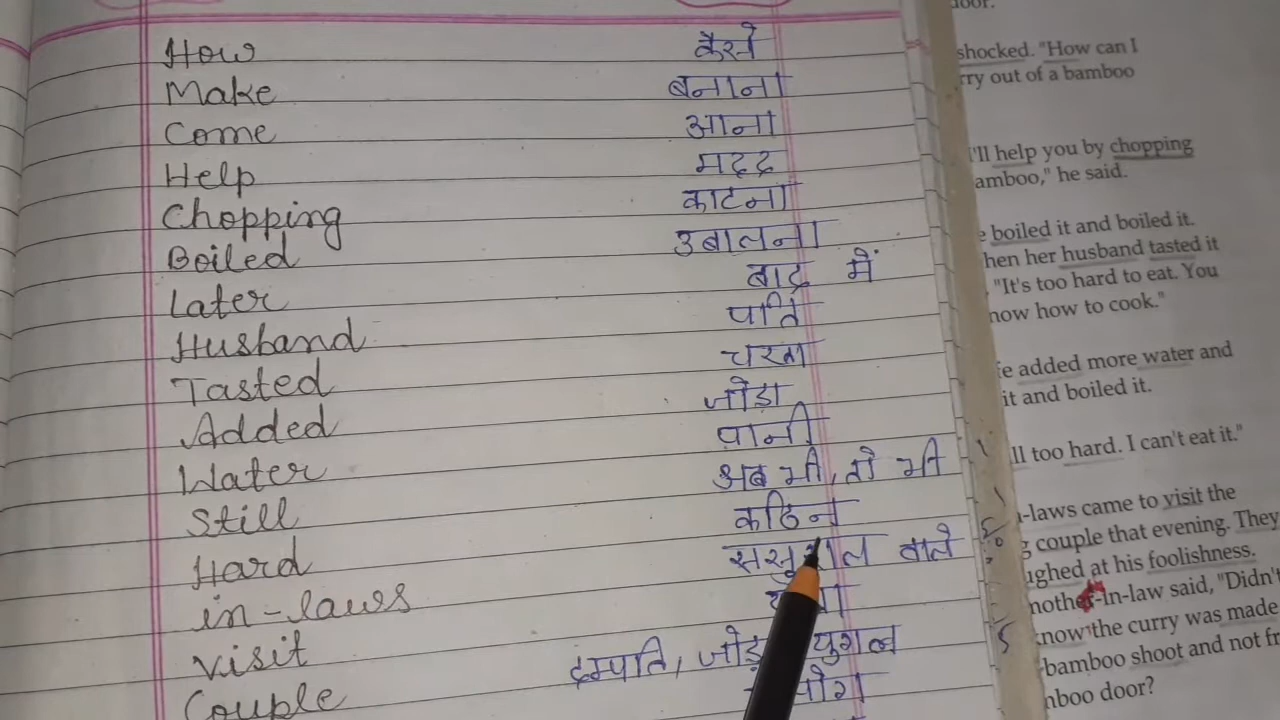 How कैसे
Make बनाना
Come आना
Help मदद
Chopping काटना
Boiled उबालना
Later बाद में
Husband पति
Tasted चखा
Added जोड़ा
Water पानी
Still अब भी, तो भी
Hard कठिन
in-laws ससुराल वाले
visit
Couple दम्पति, जोड़ा युगल
door.
shocked. "How can I
rry out of a bamboo
I'll help you by chopping
amboo," he said.
e boiled it and boiled it.
hen her husband tasted it
"It's too hard to eat. You
now how to cook."
e added more water and
it and boiled it.
ll too hard. I can't eat it."
-laws came to visit the
g couple that evening. They
ughed at his foolishness.
mother-in-law said, "Didn't
know the curry was made
bamboo shoot and not fr
mboo door?